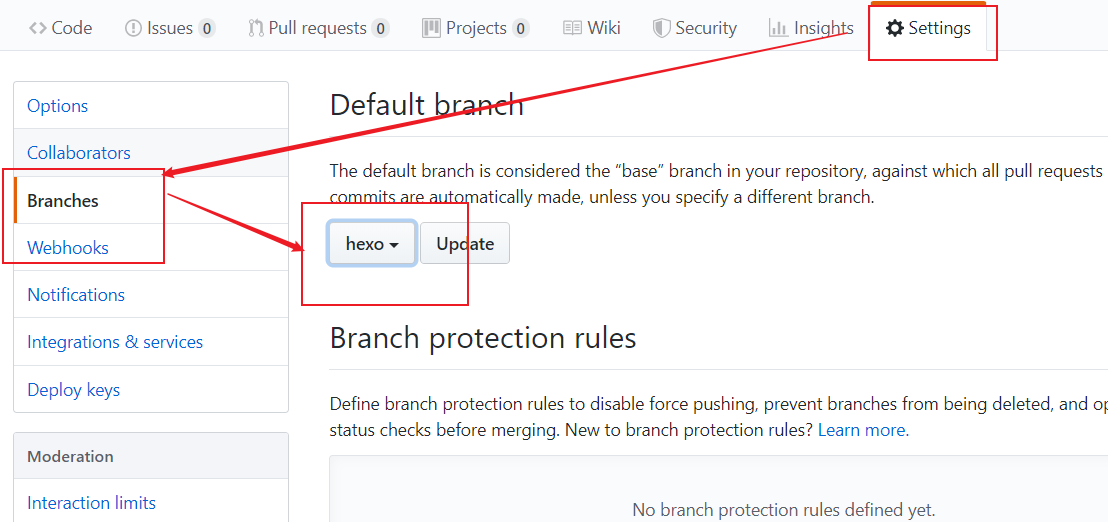 Code Issues 0 Pull requests 0 Projects 0 Wiki Security Insights Settings
Options
Collaborators
Branches
Webhooks
Notifications
Integrations & services
Deploy keys
Moderation
Interaction limits
Default branch
The default branch is considered the “base” branch in your repository, against which all pull requests
commits are automatically made, unless you specify a different branch.
hexo Update
Branch protection rules
Define branch protection rules to disable force pushing, prevent branches from being deleted, and
status checks before merging. New to branch protection rules? Learn more.
No branch protection rules defined yet.